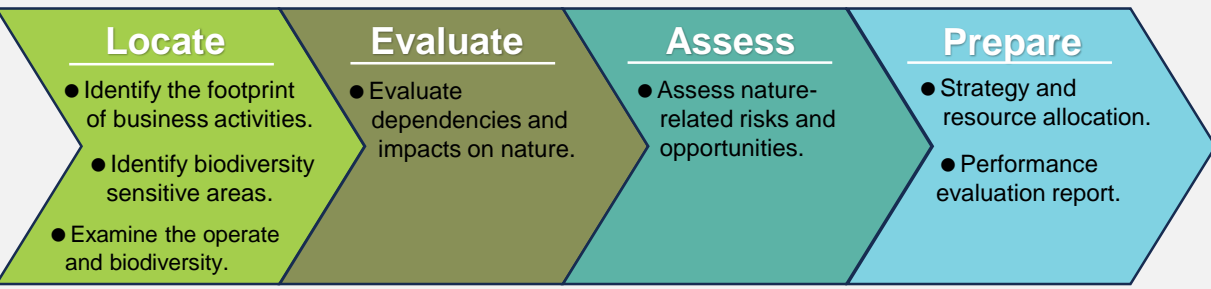 Locate
● Identify the footprint
of business activities.
● Identify biodiversity
sensitive areas.
● Examine the operate
and biodiversity.
Evaluate
● Evaluate
dependencies and
impacts on nature.
Assess
● Assess nature-
related risks and
opportunities.
Prepare
● Strategy and
resource allocation.
● Performance
evaluation report.